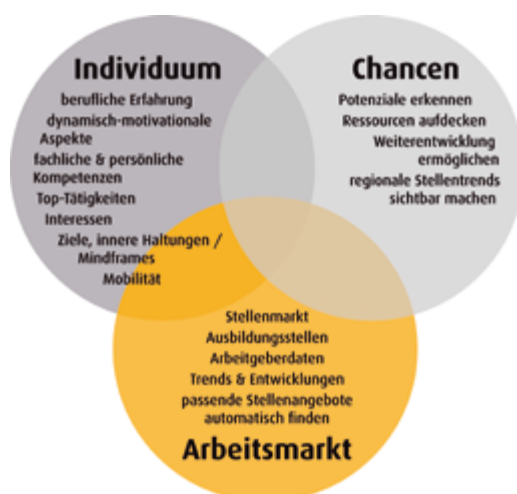 Individuum
berufliche Erfahrung
dynamisch-motivationale
Aspekte
fachliche & persönliche
Kompetenzen
Top-Tätigkeiten
Interessen
Ziele, innere Haltungen /
Mindframes
Mobilität
Chancen
Potenziale erkennen
Ressourcen aufdecken
Weiterentwicklung
ermöglichen
regionale Stellentrends
sichtbar machen
Stellenmarkt
Ausbildungsstellen
Arbeitgeberdaten
Trends & Entwicklungen
passende Stellenangebote
automatisch finden
Arbeitsmarkt